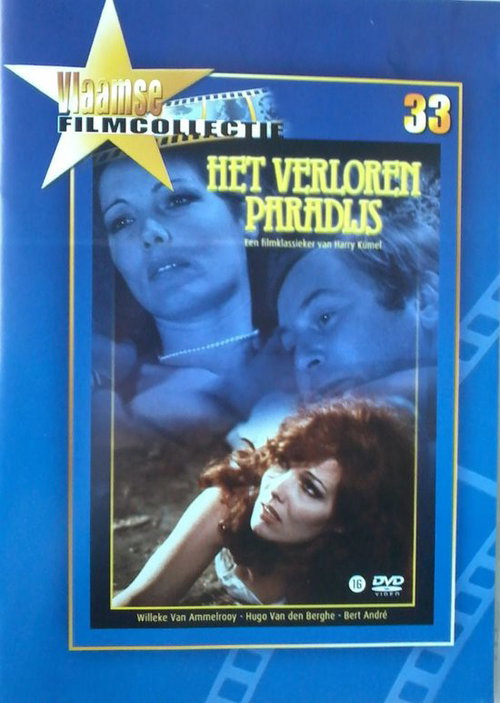 Vlaamse
FILMCOLLECTIE
33
HET VERLOREN
PARADIJS
Een filmklassieker van Harry Kümel
16
DVD
VIDEO
Willeke Van Ammelrooy - Hugo Van den Berghe - Bert André